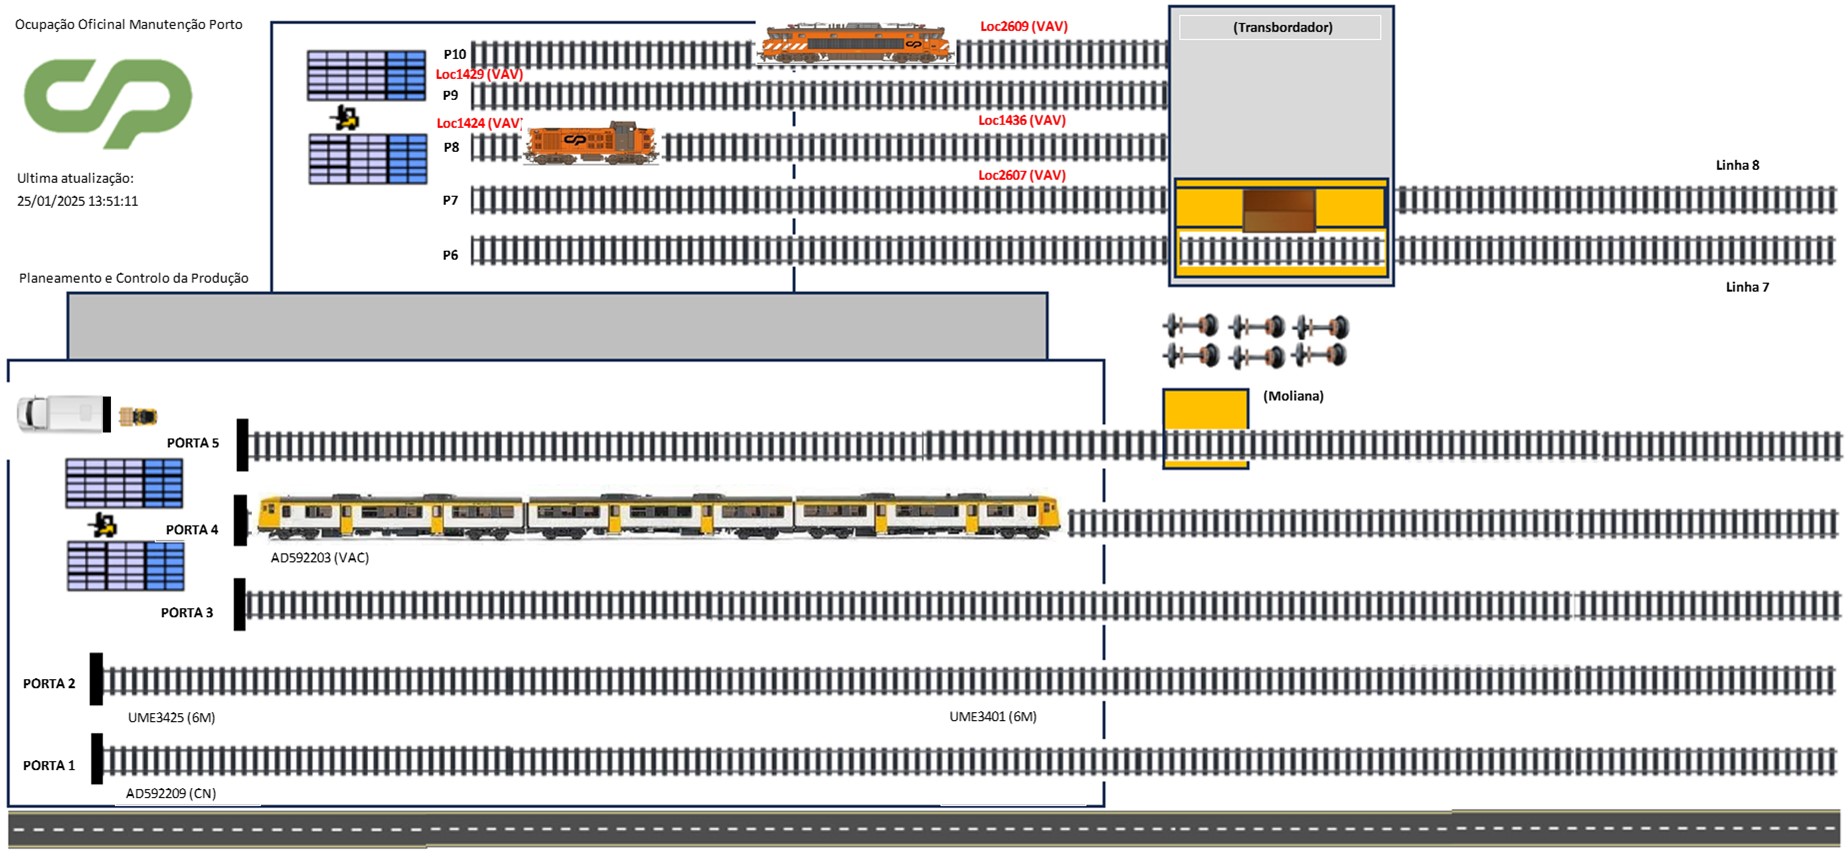 Ocupação Oficinal Manutenção Porto
Ultima atualização:
25/01/2025 13:51:11
Planeamento e Controlo da Produção
P10
Loc2609 (VAV)
(Transbordador)
Loc1429 (VAV)
P9
Loc1424 (VAV)
Loc1436 (VAV)
P8
Loc2607 (VAV)
Linha 8
P7
P6
Linha 7
(Moliana)
PORTA 5
PORTA 4
AD592203 (VAC)
PORTA 3
PORTA 2
UME3425 (6M)
UME3401 (6M)
PORTA 1
AD592209 (CN)